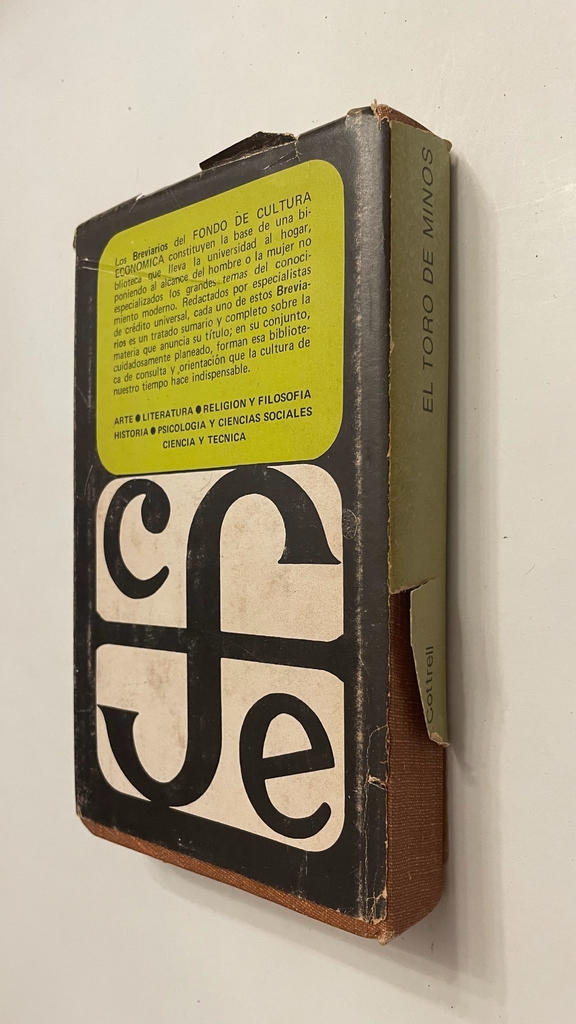 Los Breviarios del FONDO DE CULTURA
ECONOMICA constituyen la base de una bi-
blioteca que lleva la universidad al hogar,
poniendo al alcance del hombre o la mujer no
especializados los grandes temas del conoci-
miento moderno. Redactados por especialistas
de crédito universal, cada uno de estos Brevia-
rios es un tratado sumario y completo sobre la
materia que anuncia su título; en su conjunto,
cuidadosamente planeado, forman esa bibliote-
ca de consulta y orientación que la cultura de
nuestro tiempo hace indispensable.
ARTE ● LITERATURA ● RELIGION Y FILOSOFIA
HISTORIA ● PSICOLOGIA Y CIENCIAS SOCIALES
CIENCIA Y TECNICA
c f
e
EL TORO DE MINOS
Cottrell